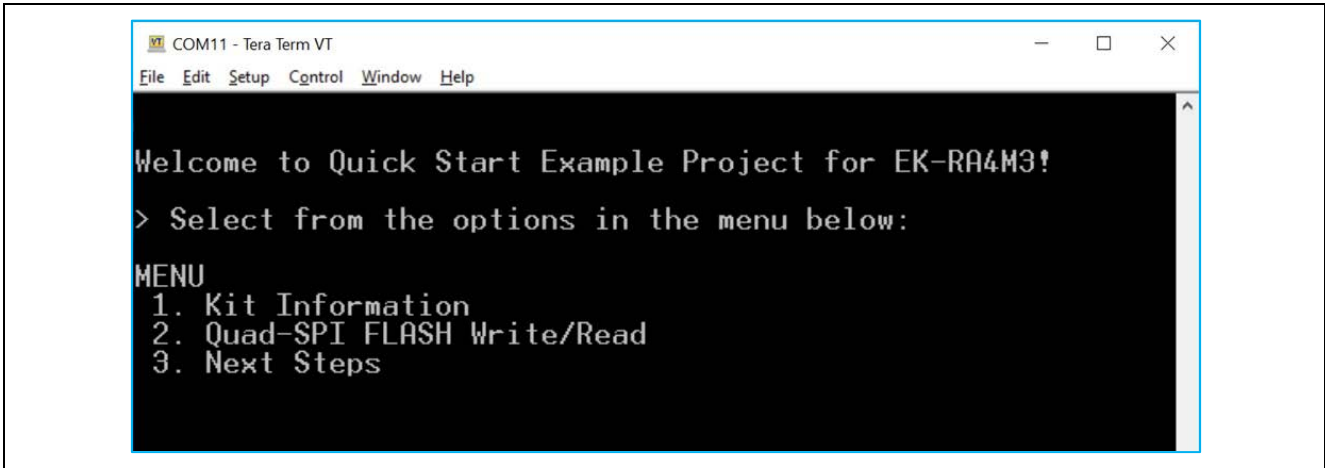 COM11 - Tera Term VT
File Edit Setup Control Window Help
Welcome to Quick Start Example Project for EK-RA4M3!
> Select from the options in the menu below:
MENU
1. Kit Information
2. Quad-SPI FLASH Write/Read
3. Next Steps